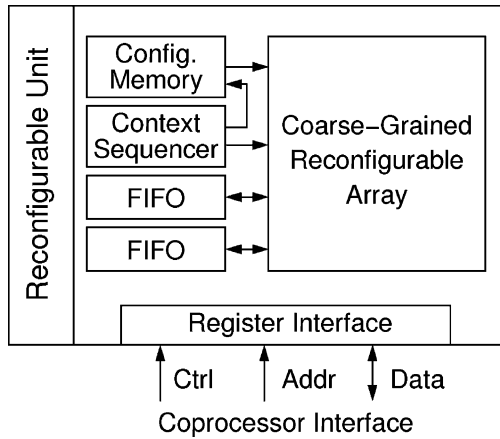 Reconfigurable Unit
Config.
Memory
Context
Sequencer
FIFO
FIFO
Coarse−Grained
Reconfigurable
Array
Register Interface
Ctrl
Addr
Data
Coprocessor Interface